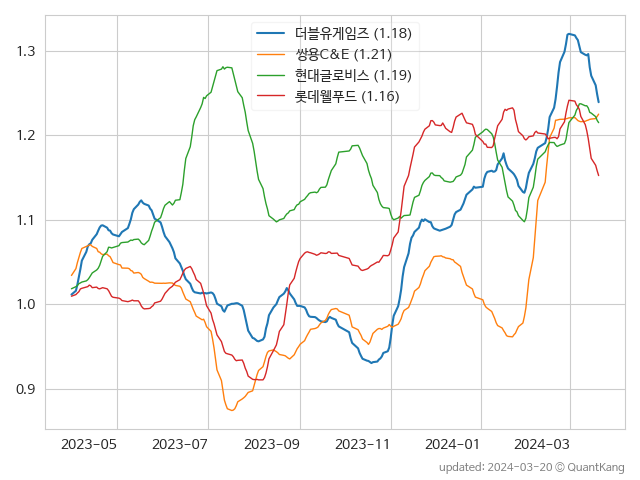 더블유게임즈 (1.18)
쌍용C&E (1.21)
현대글로비스 (1.19)
롯데웰푸드 (1.16)
1.3
1.2
1.1
1.0
0.9
2023-05 2023-07 2023-09 2023-11 2024-01 2024-03
updated: 2024-03-20 © QuantKang